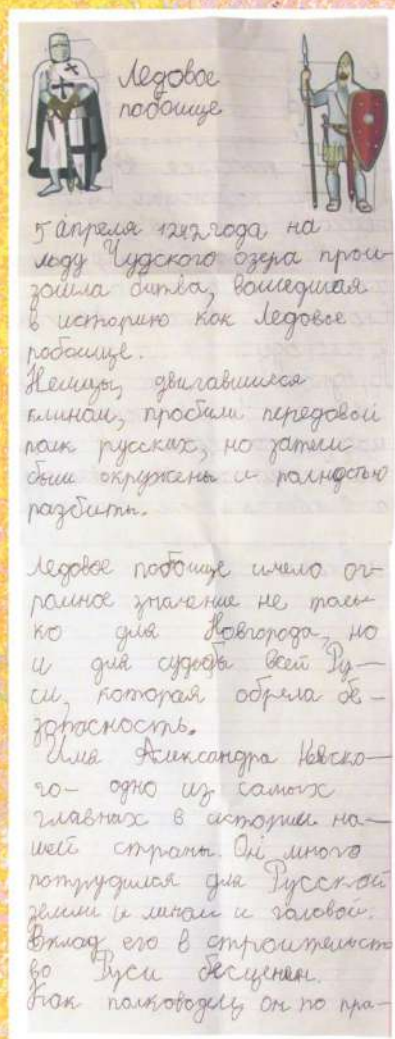 Ледовое
побоище
5 апреля 1242 года на
льду Чудского озера прои-
зошла битва, вошедшая
в историю как Ледовое
побоище.
Немцы, двигавшиеся
клином, пробили передовой
полк русских, но затем
были окружены и полностью
разбиты.
Ледовое побоище имело ог-
ромное значение не толь-
ко для Новгорода, но
и для судьбы всей Ру-
си, которая обрела бе-
зопасность.
Имя Александра Невско-
го - одно из самых
главных в истории на-
шей страны. Он много
потрудился для Русской
земли и мечом и головой.
Вклад его в строительст
во Руси бесценен.
Как полководец он по пра-